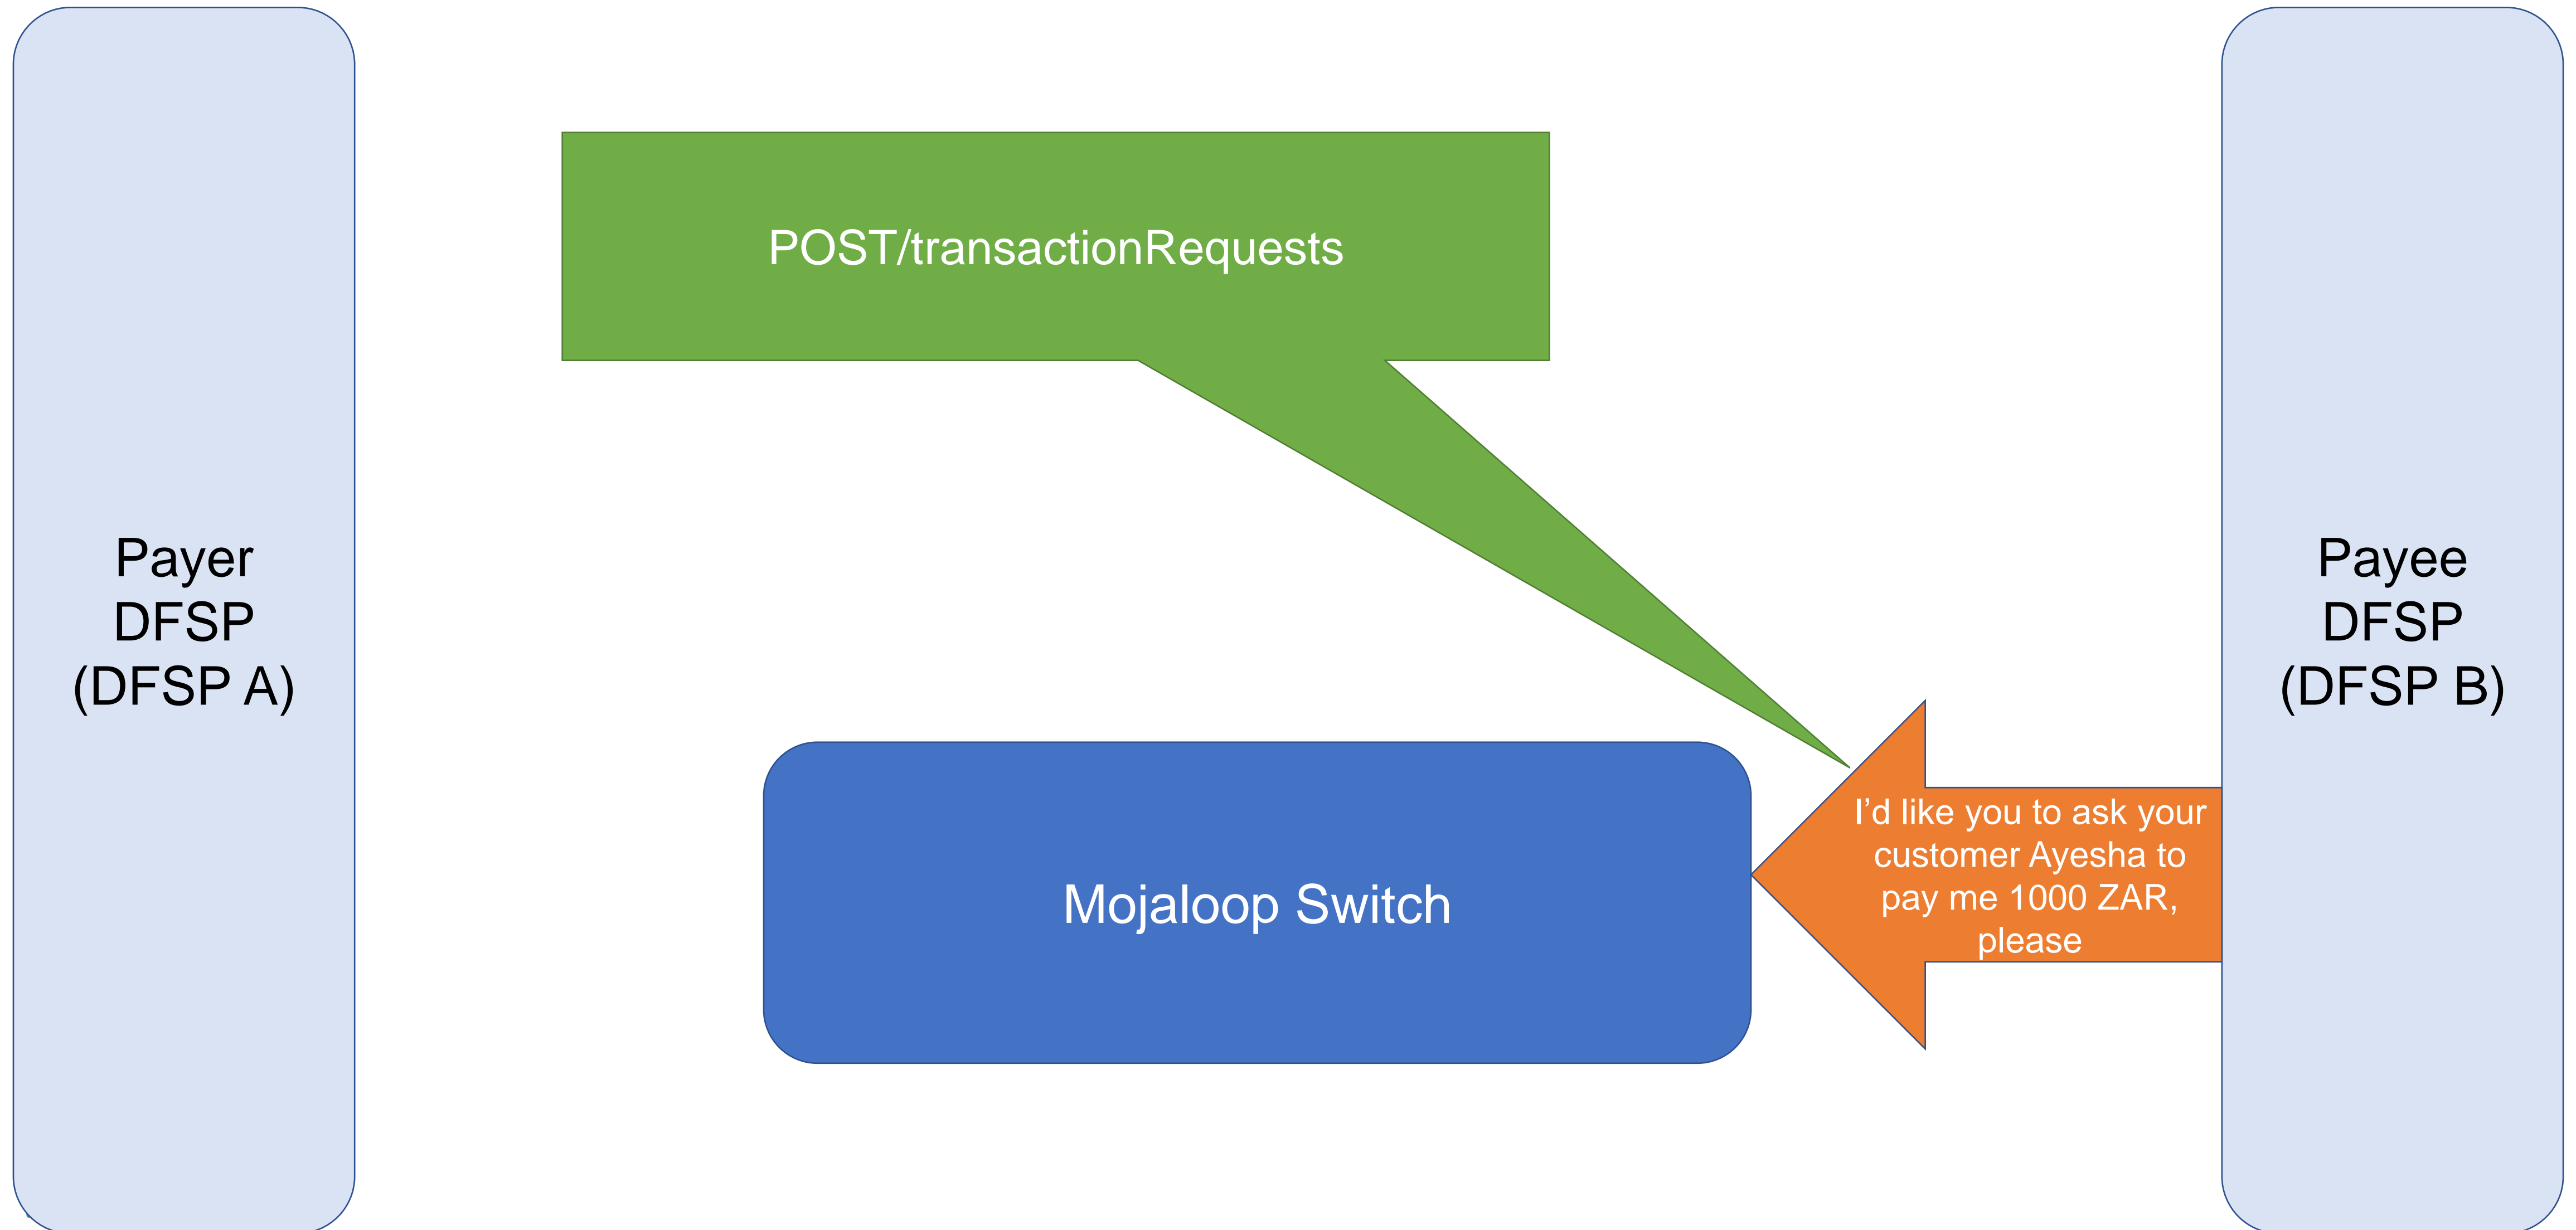 POST/transactionRequests
Payer
DFSP
(DFSP A)
Payee
DFSP
(DFSP B)
I’d like you to ask your
customer Ayesha to
pay me 1000 ZAR,
please
Mojaloop Switch